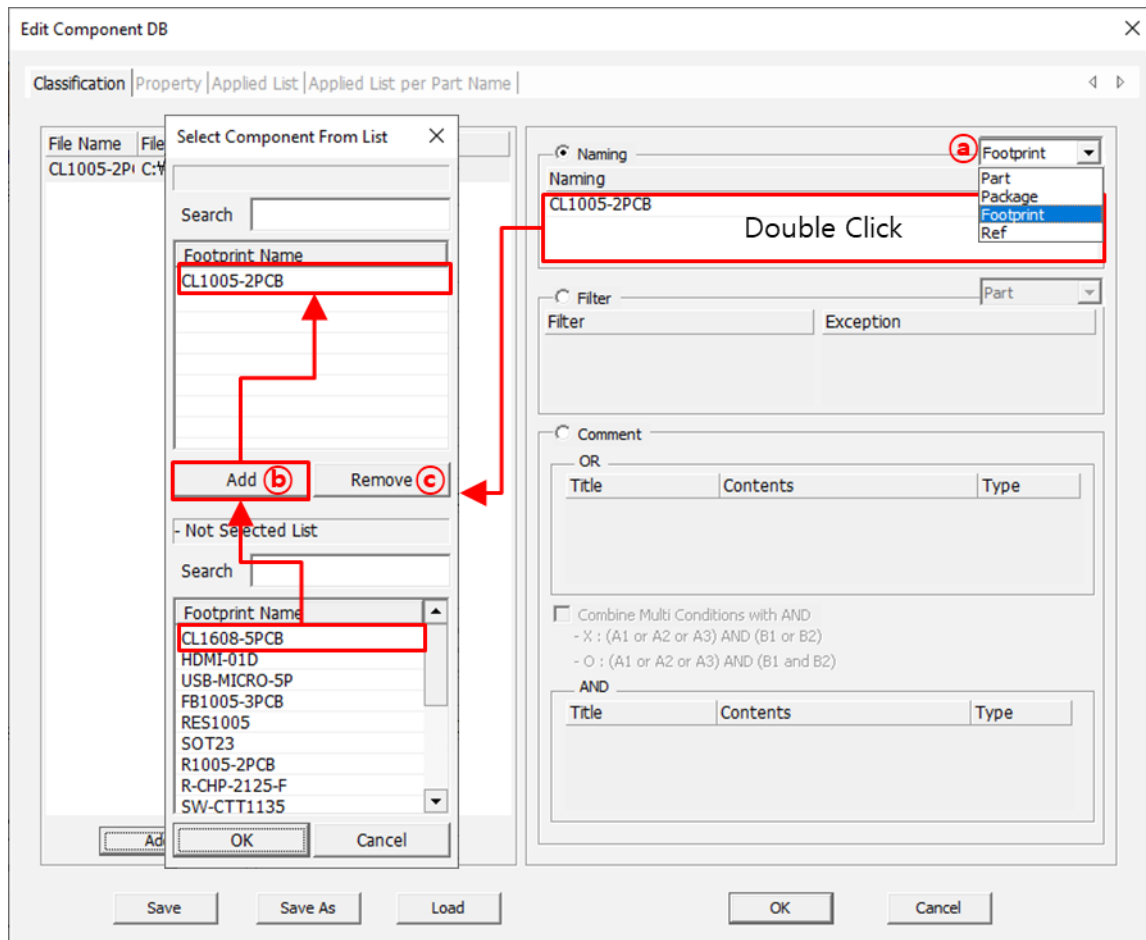 Edit Component DB
Classification Property Applied List Applied List per Part Name
File Name File
CL1005-2P C:₩
Select Component From List
Search
Footprint Name
CL1005-2PCB
Add ⓑ Remove ⓒ
- Not Selected List
Search
Footprint Name
CL1608-5PCB
HDMI-01D
USB-MICRO-5P
FB1005-3PCB
RES1005
SOT23
R1005-2PCB
R-CHP-2125-F
SW-CTT1135
Ad
OK Cancel
Naming ⓐ Footprint
Naming
CL1005-2PCB
Double Click
Part
Package
Footprint
Ref
Filter Part
Filter Exception
Comment
OR
Title Contents Type
Combine Multi Conditions with AND
- X : (A1 or A2 or A3) AND (B1 or B2)
- O : (A1 or A2 or A3) AND (B1 and B2)
AND
Title Contents Type
Save Save As Load OK Cancel